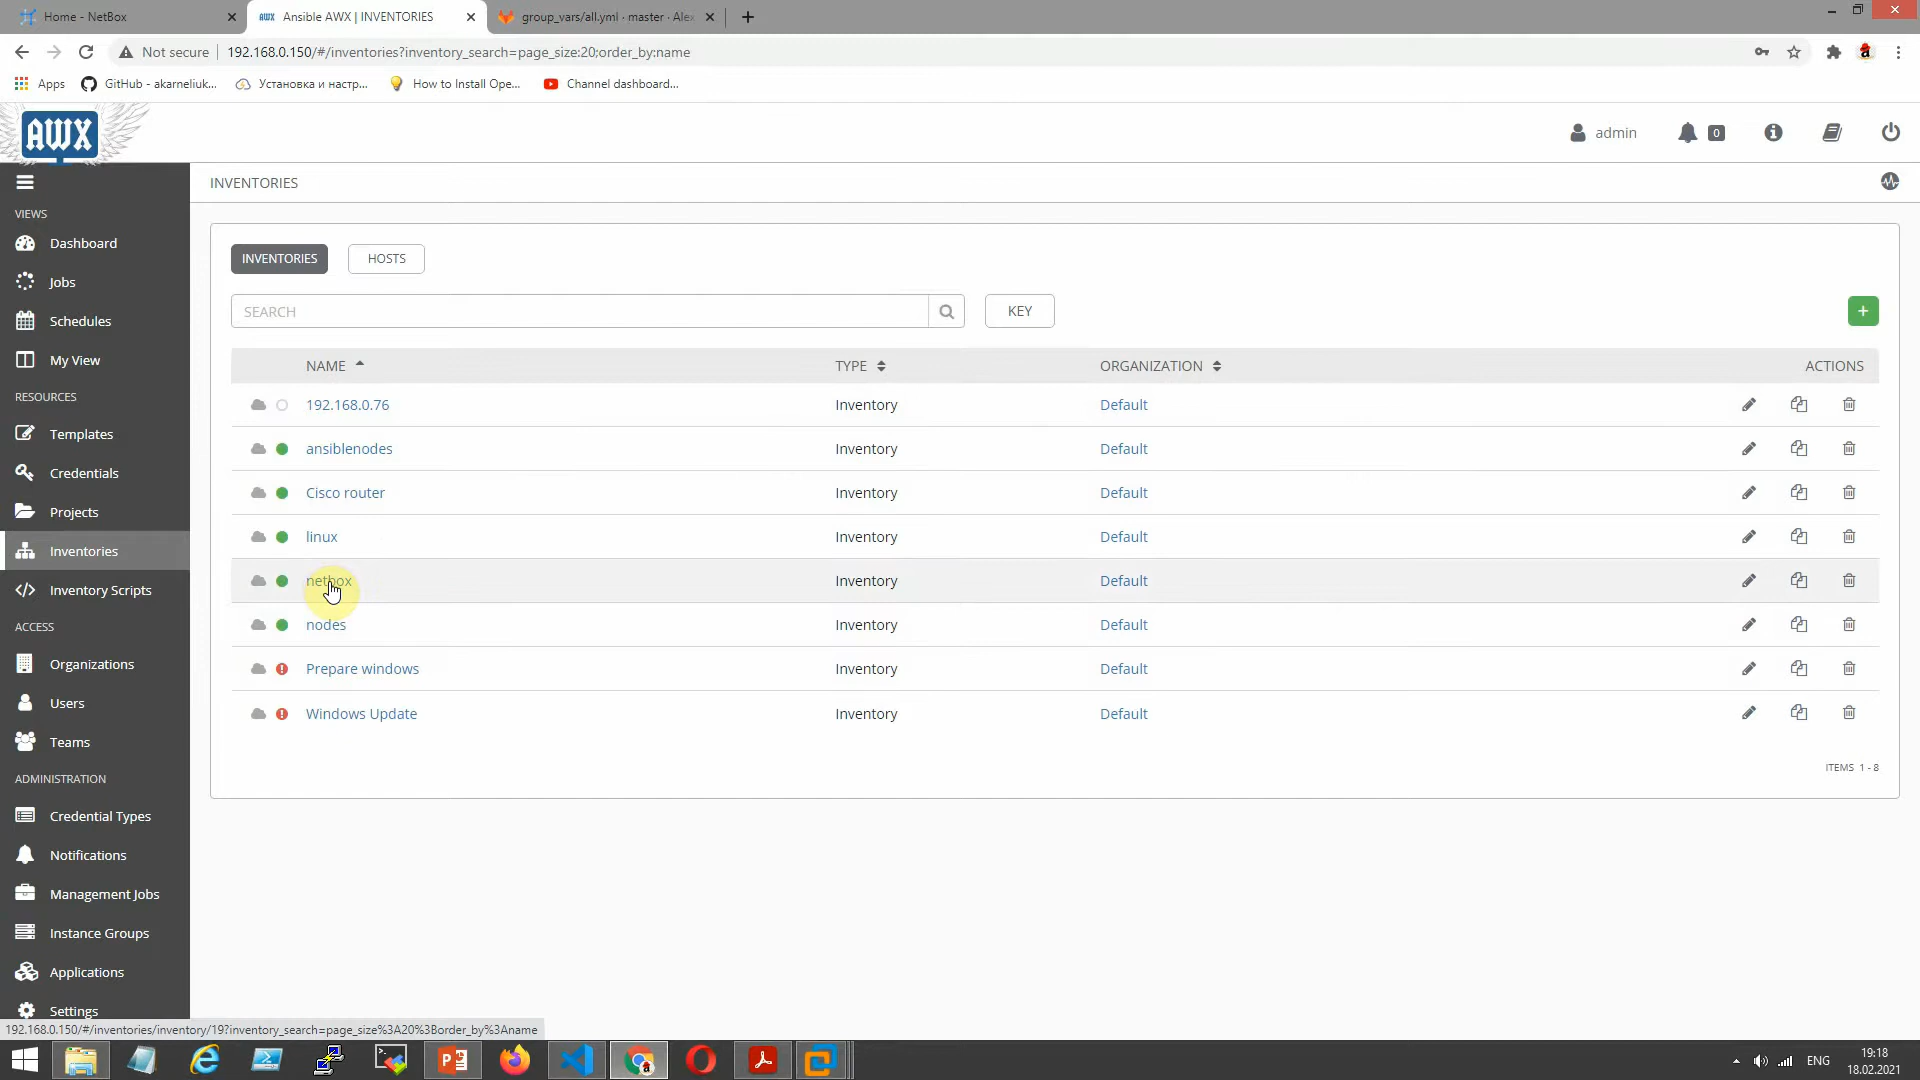 Home - NetBox
AWX Ansible AWX | INVENTORIES
group_vars/all.yml · master · Ale
Not secure
192.168.0.150/#/inventories?inventory_search=page_size:20;order_by:name
Apps
GitHub - akarneliuk...
Установка и настр...
How to Install Ope...
Channel dashboard...
AWX
admin
0
INVENTORIES
VIEWS
Dashboard
Jobs
Schedules
My View
RESOURCES
Templates
Credentials
Projects
Inventories
Inventory Scripts
ACCESS
Organizations
Users
Teams
ADMINISTRATION
Credential Types
Notifications
Management Jobs
Instance Groups
Applications
Settings
INVENTORIES
HOSTS
SEARCH
KEY
+
NAME TYPE ORGANIZATION ACTIONS
192.168.0.76 Inventory Default
ansiblenodes Inventory Default
Cisco router Inventory Default
linux Inventory Default
netbox Inventory Default
nodes Inventory Default
Prepare windows Inventory Default
Windows Update Inventory Default
ITEMS 1 - 8
192.168.0.150/#/inventories/inventory/19?inventory_search=page_size%3A20%3Border_by%3Aname
ENG
19:18
18.02.2021